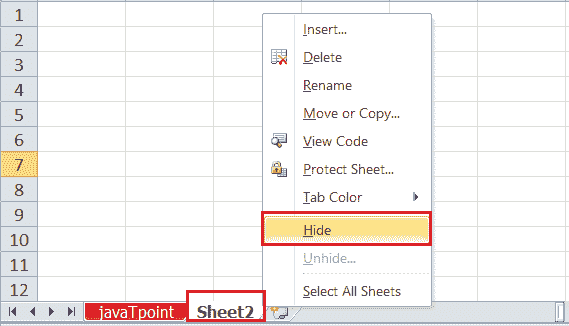 1
Insert...
2
Delete
3
Rename
4
Move or Copy...
5
View Code
6
Protect Sheet...
7
Tab Color
8
9
Hide
10
Unhide...
11
Select All Sheets
12
javaTpoint Sheet2